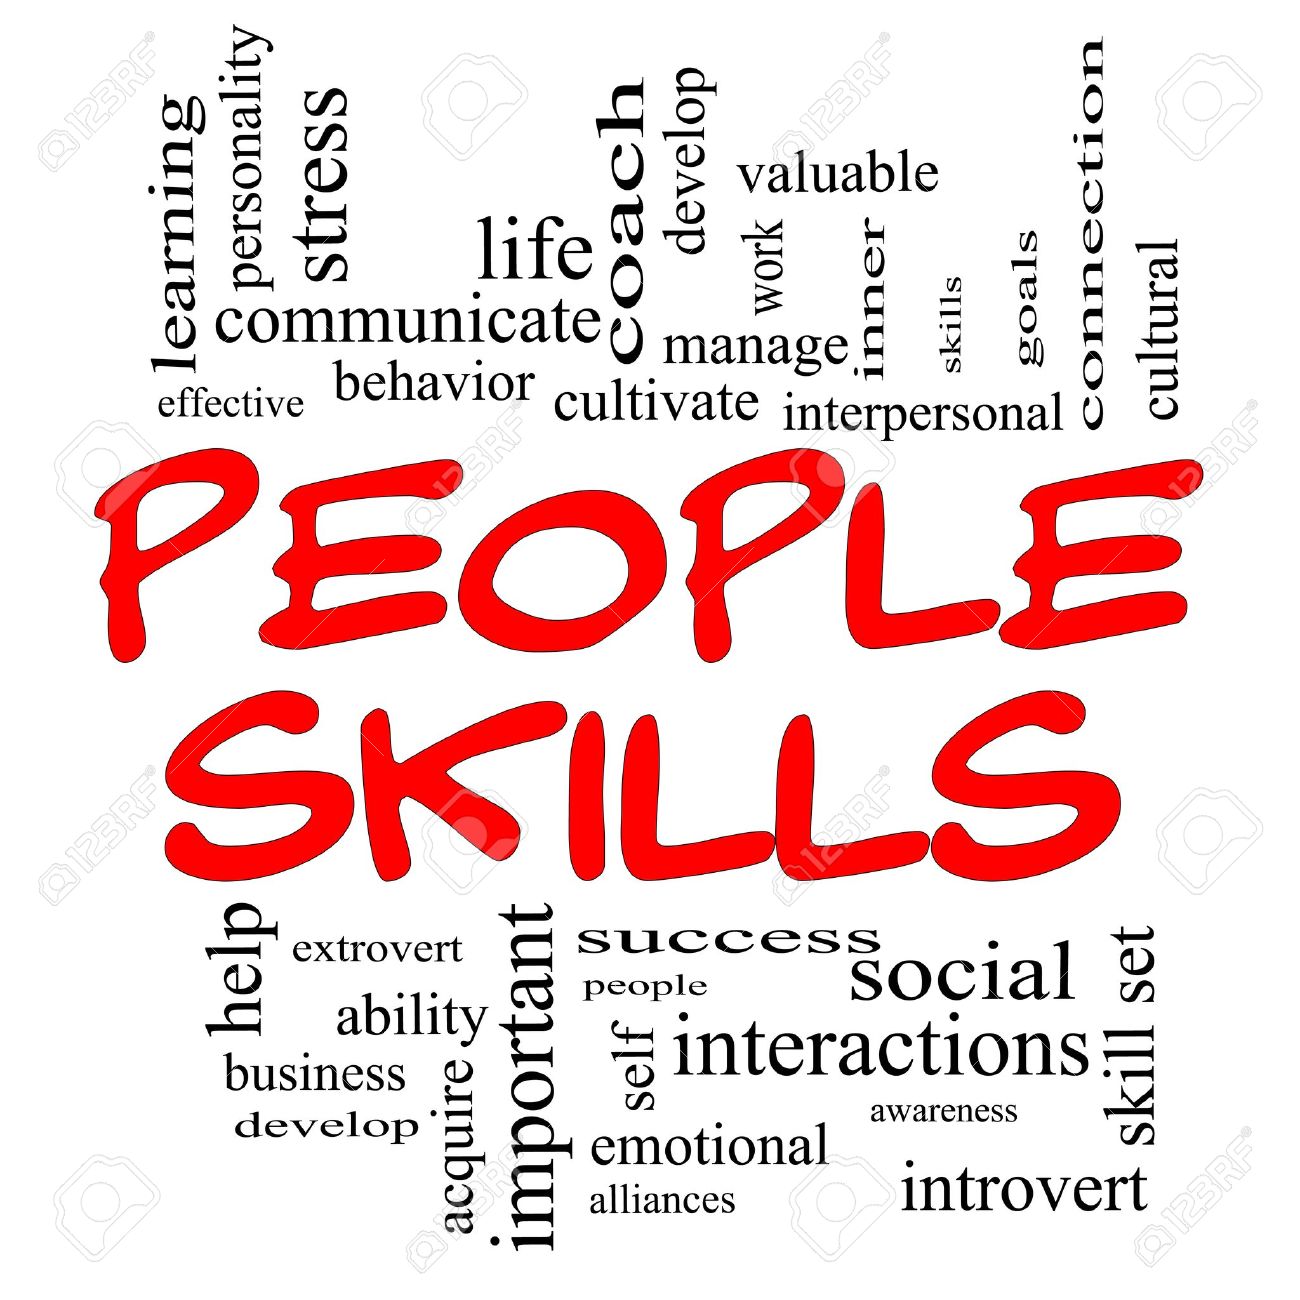 learning
personality
stress
life
coach
develop
valuable
work
inner
skills
goals
connection
cultural
communicate
manage
behavior
effective
cultivate
interpersonal
PEOPLE
SKILLS
help
extrovert
important
success
people
social
skill set
ability
self
interactions
business
develop
acquire
awareness
emotional
alliances
introvert
123RF